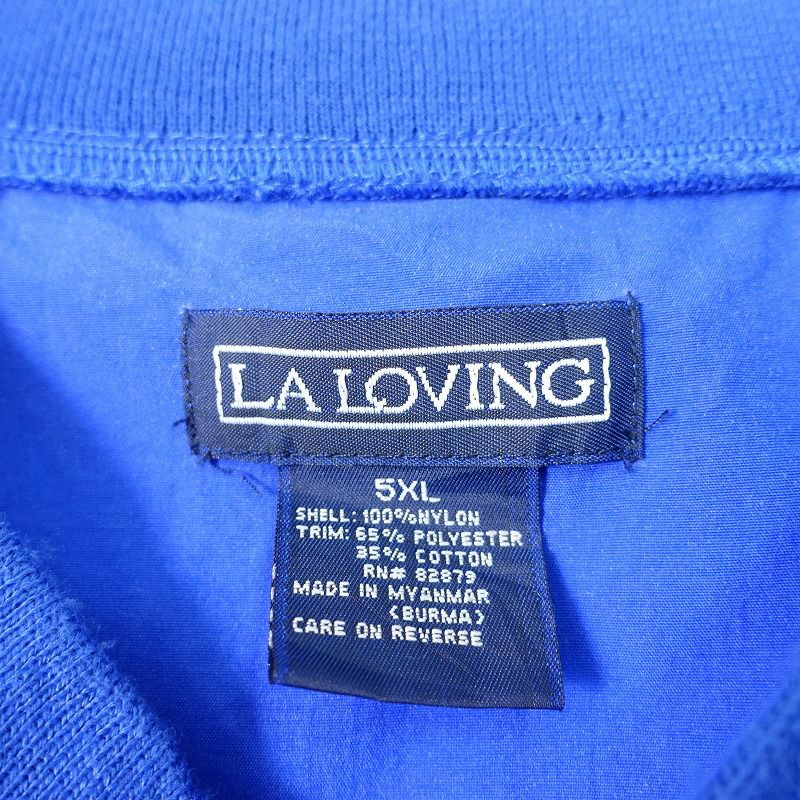 LA LOVING
5XL
SHELL: 100%NYLON
TRIM: 65% POLYESTER
35% COTTON
RN# 82879
MADE IN MYANMAR
(BURMA)
CARE ON REVERSE